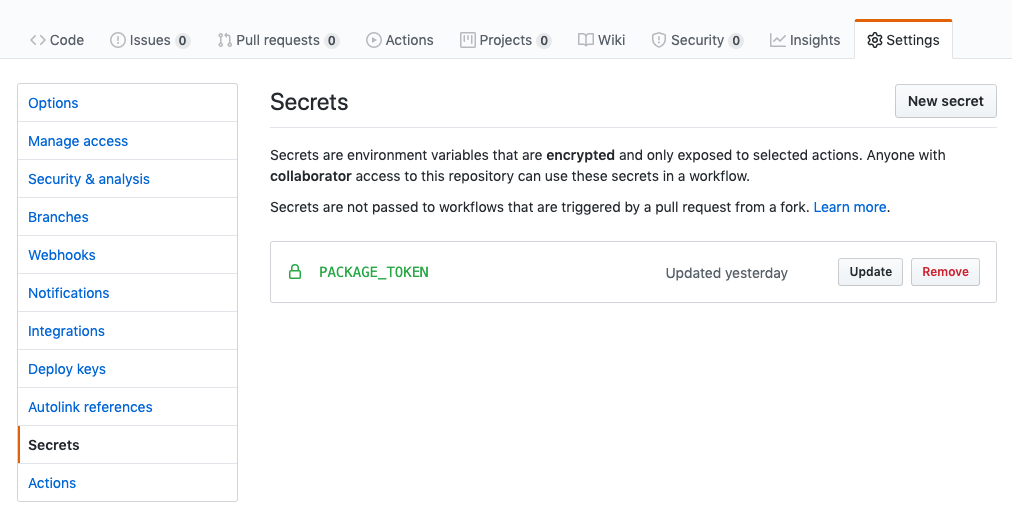 Code Issues 0 Pull requests 0 Actions Projects 0 Wiki Security 0 Insights Settings
Options
Manage access
Security & analysis
Branches
Webhooks
Notifications
Integrations
Deploy keys
Autolink references
Secrets
Actions
Secrets
New secret
Secrets are environment variables that are encrypted and only exposed to selected actions. Anyone with
collaborator access to this repository can use these secrets in a workflow.
Secrets are not passed to workflows that are triggered by a pull request from a fork. Learn more.
PACKAGE_TOKEN Updated yesterday Update Remove